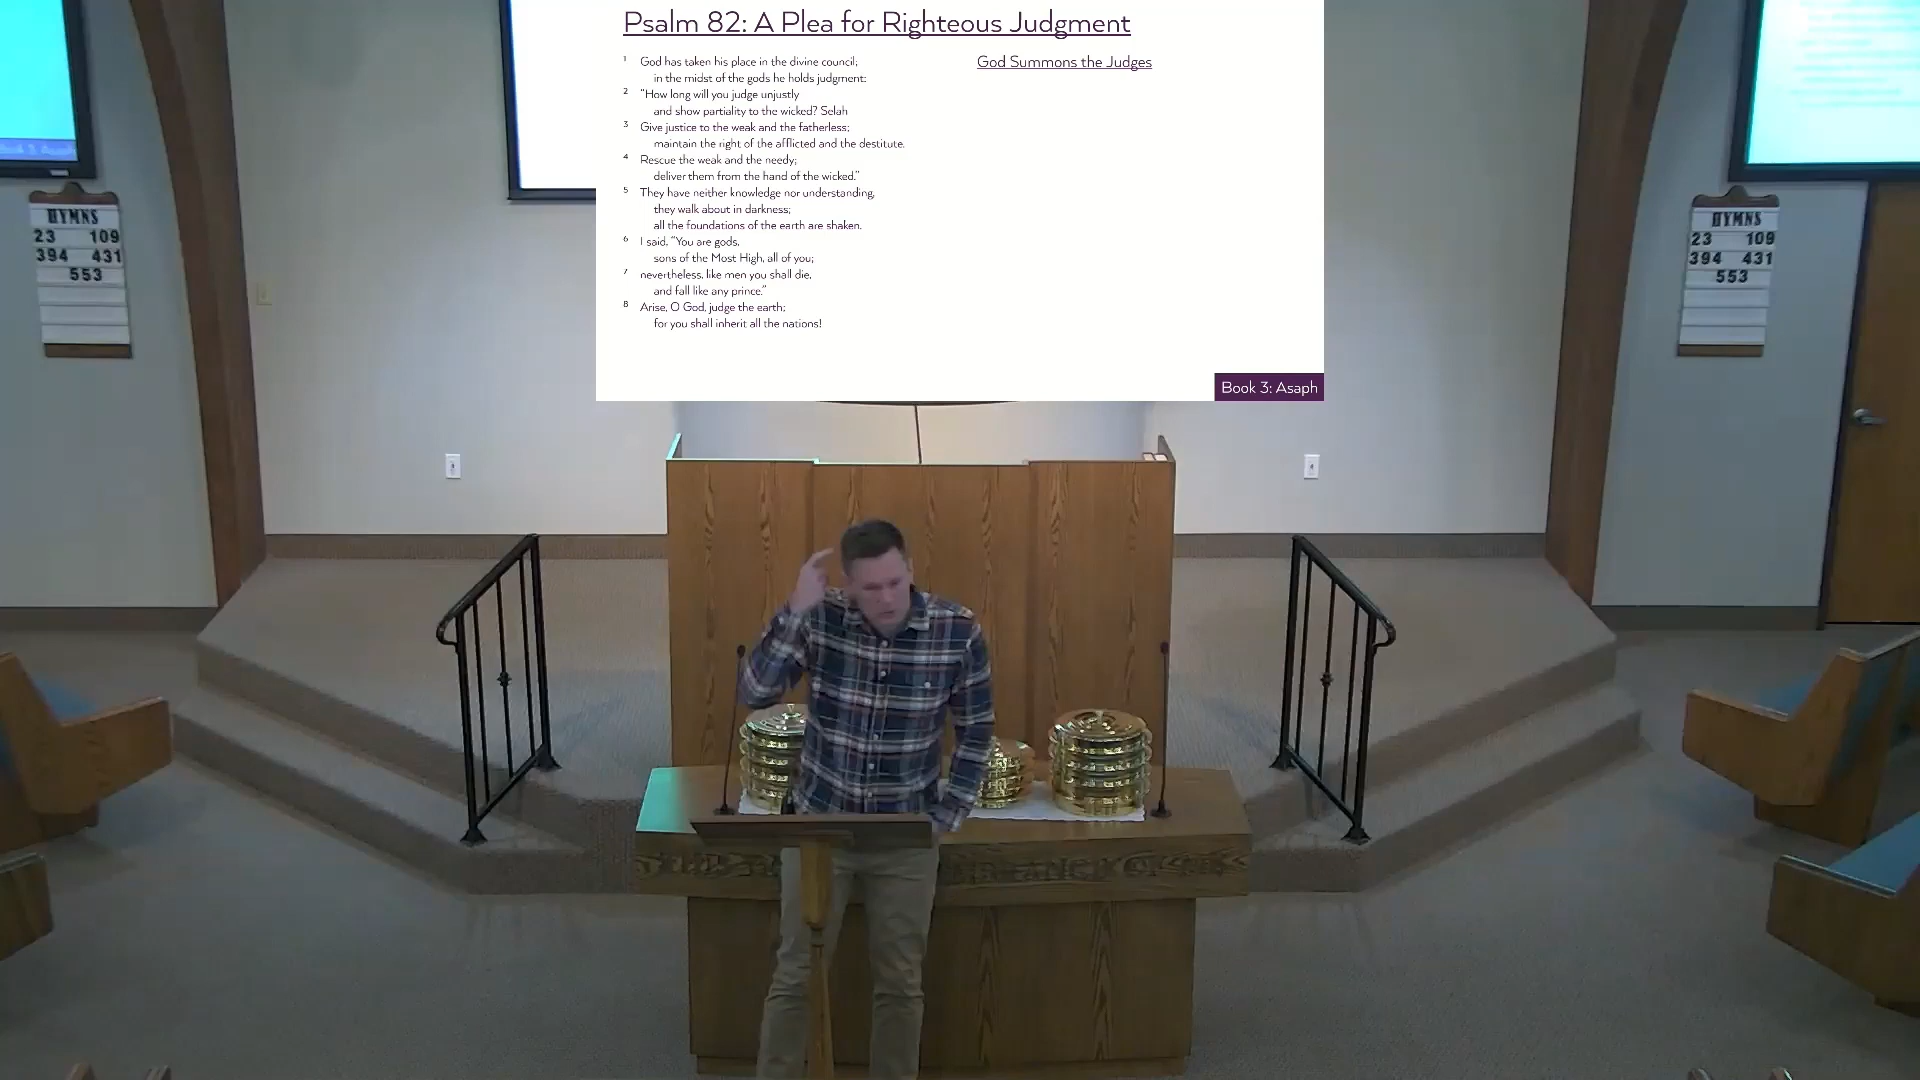 Psalm 82: A Plea for Righteous Judgment
God Summons the Judges
1 God has taken his place in the divine council;
in the midst of the gods he holds judgment:
2 "How long will you judge unjustly
and show partiality to the wicked? Selah
3 Give justice to the weak and the fatherless;
maintain the right of the afflicted and the destitute.
4 Rescue the weak and the needy;
deliver them from the hand of the wicked."
5 They have neither knowledge nor understanding,
they walk about in darkness;
all the foundations of the earth are shaken.
6 I said, "You are gods,
sons of the Most High, all of you;
7 nevertheless, like men you shall die,
and fall like any prince."
8 Arise, O God, judge the earth;
for you shall inherit all the nations!
Book 3: Asaph
Book 3: Asaph
HYMNS
23 109
394 431
553
HYMNS
23 109
394 431
553